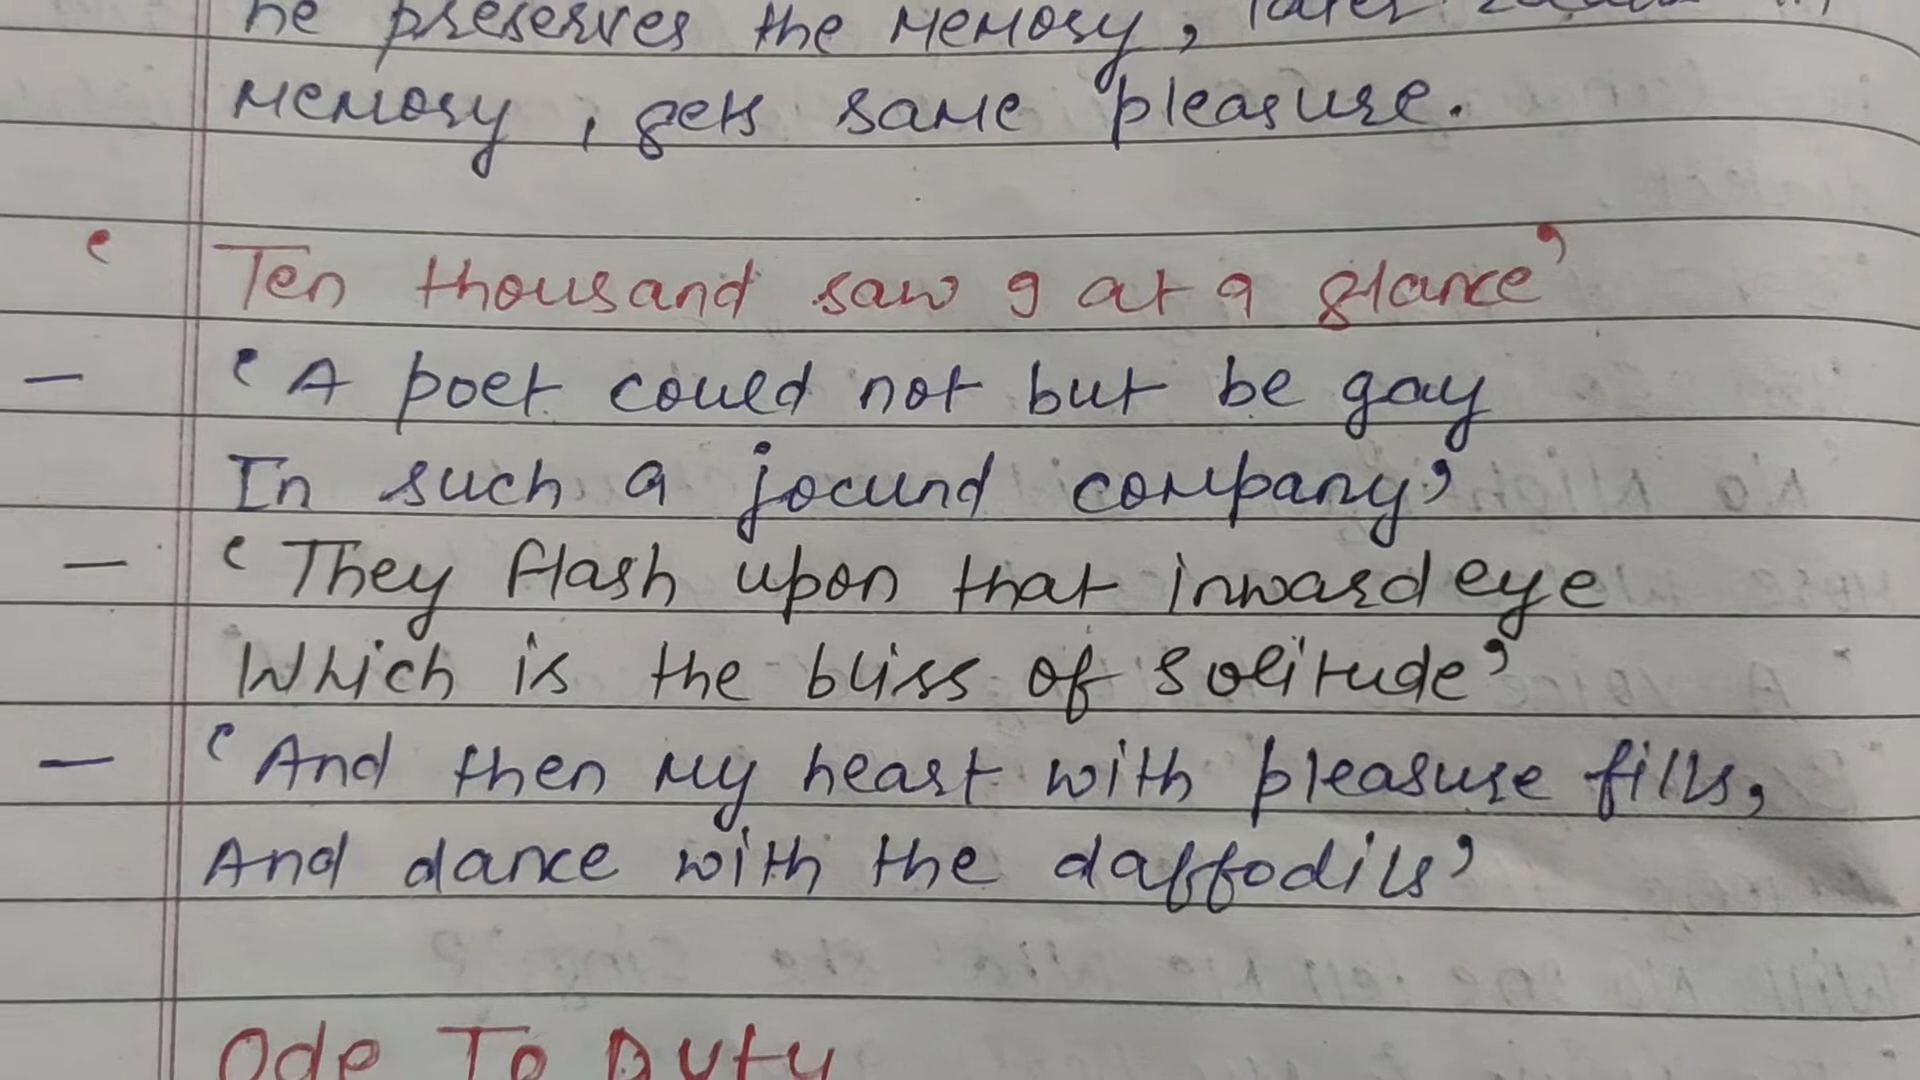 he preserves the memory, later
memory, gets same pleasure.
‘Ten thousand saw I at a glance’
– ‘A poet could not but be gay
In such a jocund company’
– ‘They flash upon that inward eye
Which is the bliss of solitude’
– ‘And then my heart with pleasure fills,
And dance with the daffodils’
Ode To Duty